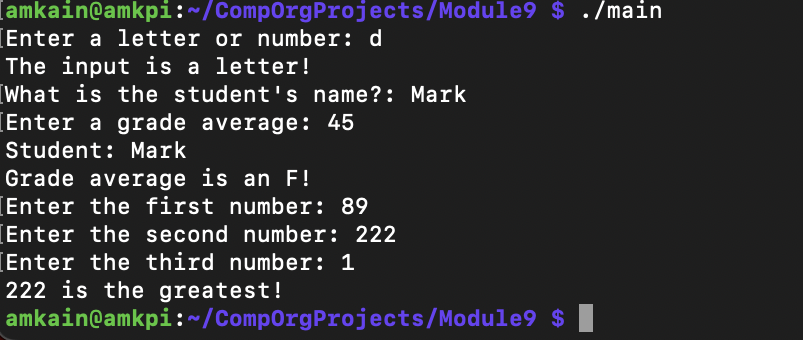 amkain@amkpi:~/CompOrgProjects/Module9 $ ./main
Enter a letter or number: d
The input is a letter!
What is the student's name?: Mark
Enter a grade average: 45
Student: Mark
Grade average is an F!
Enter the first number: 89
Enter the second number: 222
Enter the third number: 1
222 is the greatest!
amkain@amkpi:~/CompOrgProjects/Module9 $